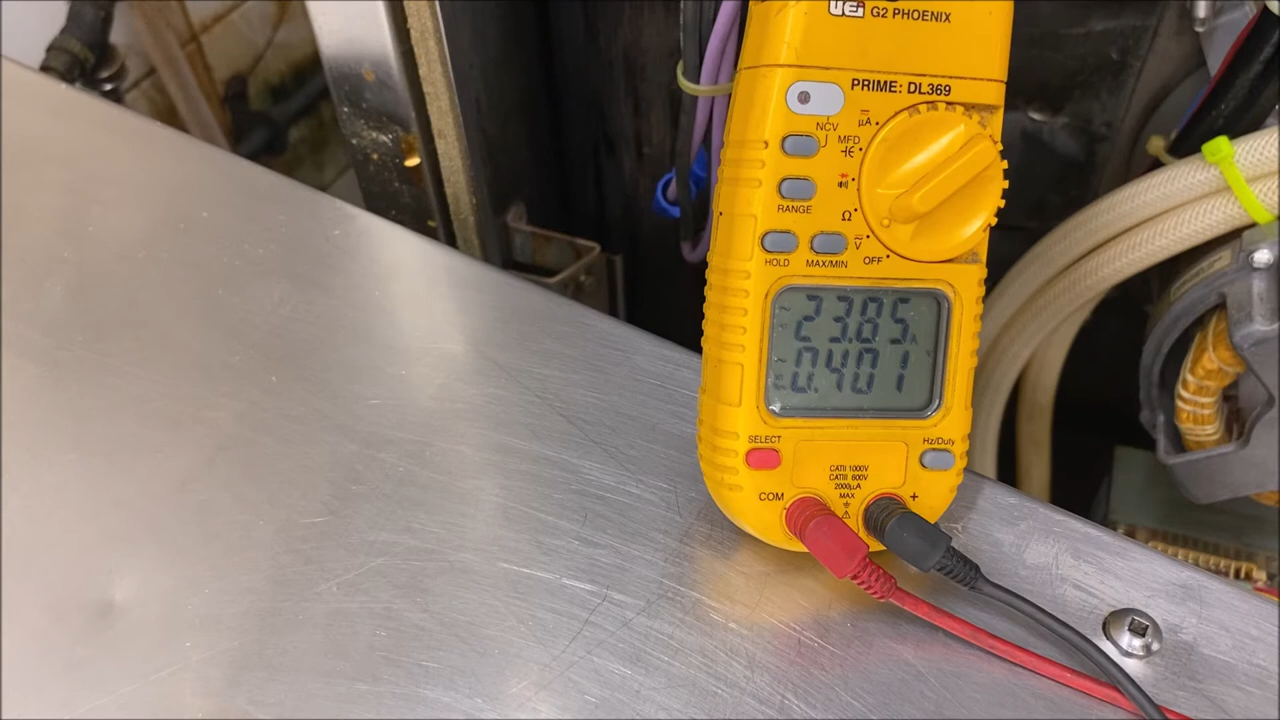 UEi G2 PHOENIX
PRIME: DL369
NCV
µA
MFD
RANGE
Ω
V
HOLD MAX/MIN OFF
23.85 A
0.401 V
SELECT
Hz/Duty
CATII 1000V
CATIII 600V
2000µA
MAX
COM
+